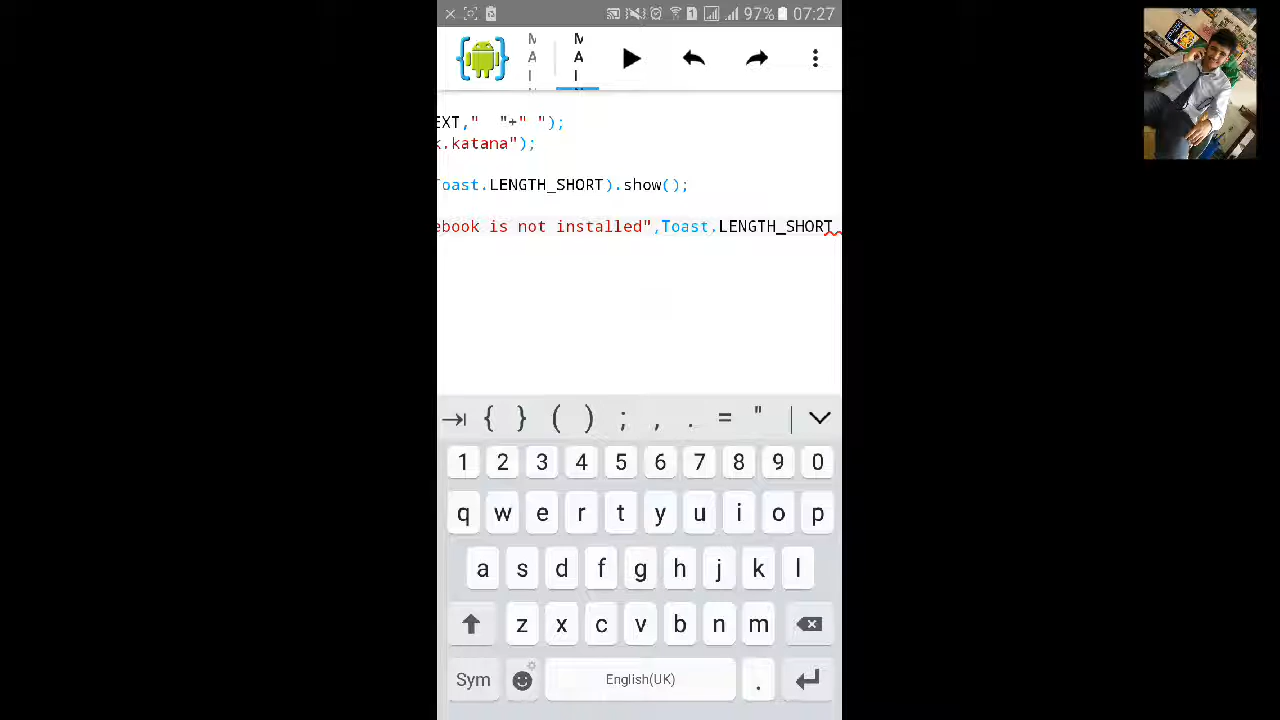 97% 07:27
M
A
I
M
A
I
EXT,"  "+" ");
k.katana");
Toast.LENGTH_SHORT).show();
ebook is not installed",Toast.LENGTH_SHORT
{ } ( ) ; , . = " |
1 2 3 4 5 6 7 8 9 0
q w e r t y u i o p
a s d f g h j k l
z x c v b n m
Sym English(UK) .